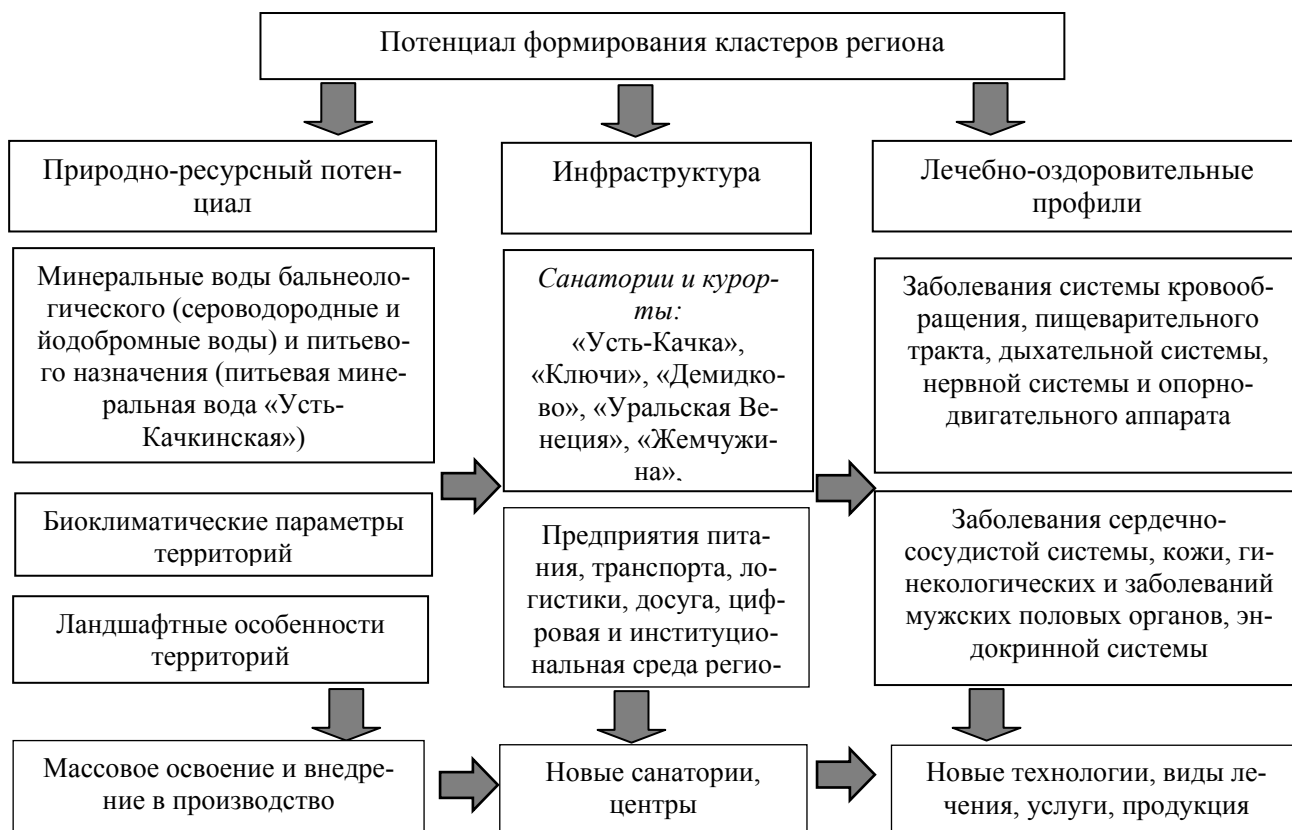 Потенциал формирования кластеров региона
Природно-ресурсный потен-
циал
Инфраструктура
Лечебно-оздоровительные
профили
Минеральные воды бальнеоло-
гического (сероводородные и
йодобромные воды) и питьево-
го назначения (питьевая мине-
ральная вода «Усть-
Качкинская»)
Санатории и курор-
ты:
«Усть-Качка»,
«Ключи», «Демидко-
во», «Уральская Ве-
неция», «Жемчужи-
на»,
Заболевания системы кровооб-
ращения, пищеварительного
тракта, дыхательной системы,
нервной системы и опорно-
двигательного аппарата
Биоклиматические параметры
территорий
Ландшафтные особенности
территорий
Предприятия пита-
ния, транспорта, ло-
гистики, досуга, циф-
ровая и институцио-
нальная среда регио-
Заболевания сердечно-
сосудистой системы, кожи, ги-
некологических и заболеваний
мужских половых органов, эн-
докринной системы
Массовое освоение и внедре-
ние в производство
Новые санатории,
центры
Новые технологии, виды ле-
чения, услуги, продукция